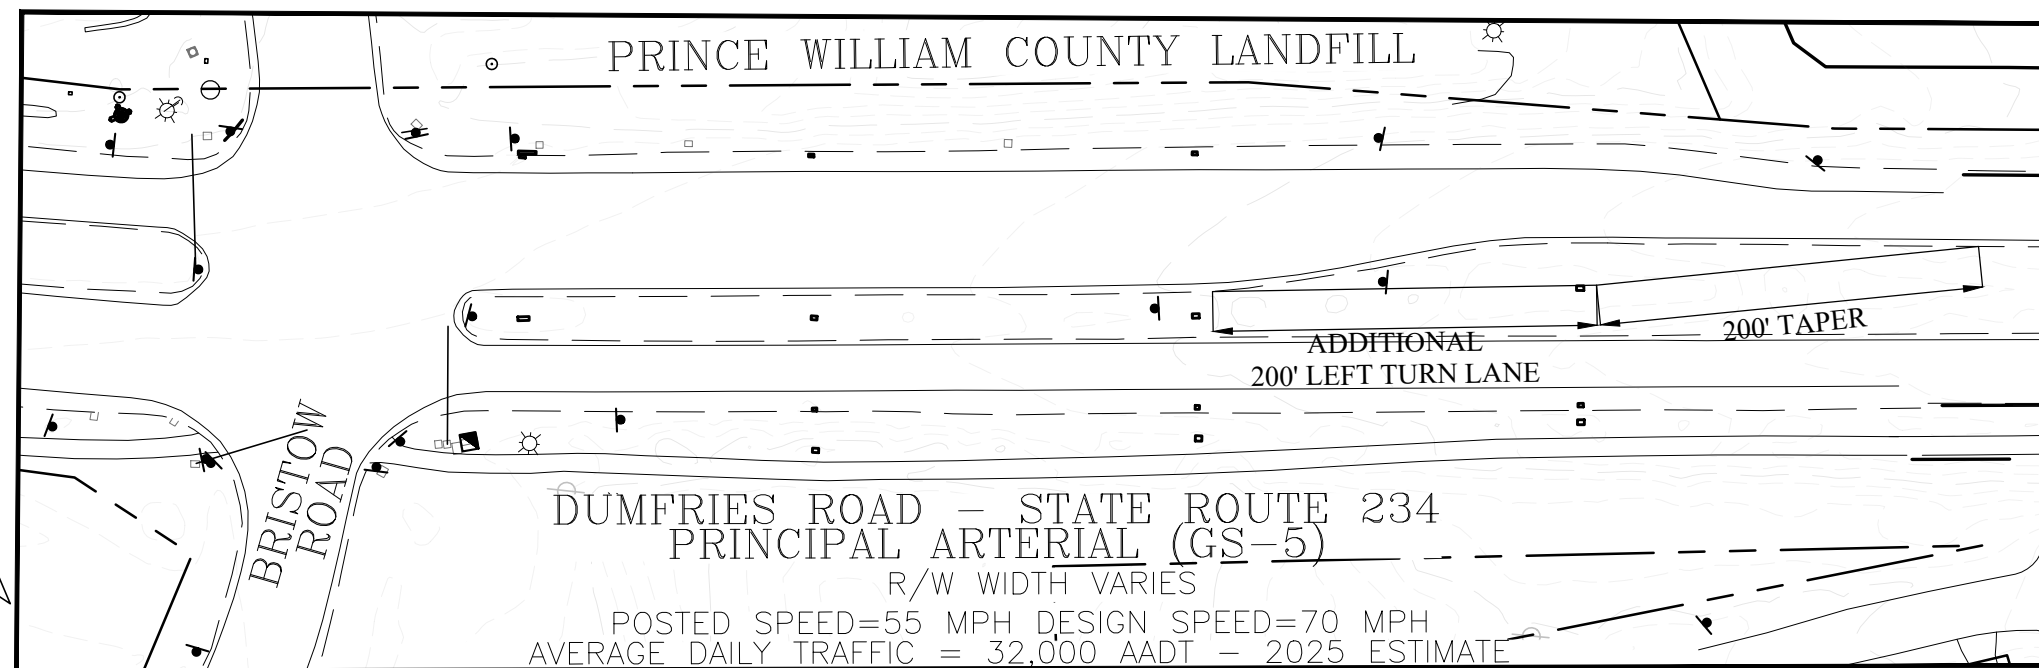 PRINCE WILLIAM COUNTY LANDFILL
200' TAPER
ADDITIONAL
200' LEFT TURN LANE
BRISTOW
ROAD
DUMFRIES ROAD – STATE ROUTE 234
PRINCIPAL ARTERIAL (GS-5)
R/W WIDTH VARIES
POSTED SPEED=55 MPH DESIGN SPEED=70 MPH
AVERAGE DAILY TRAFFIC = 32,000 AADT – 2025 ESTIMATE